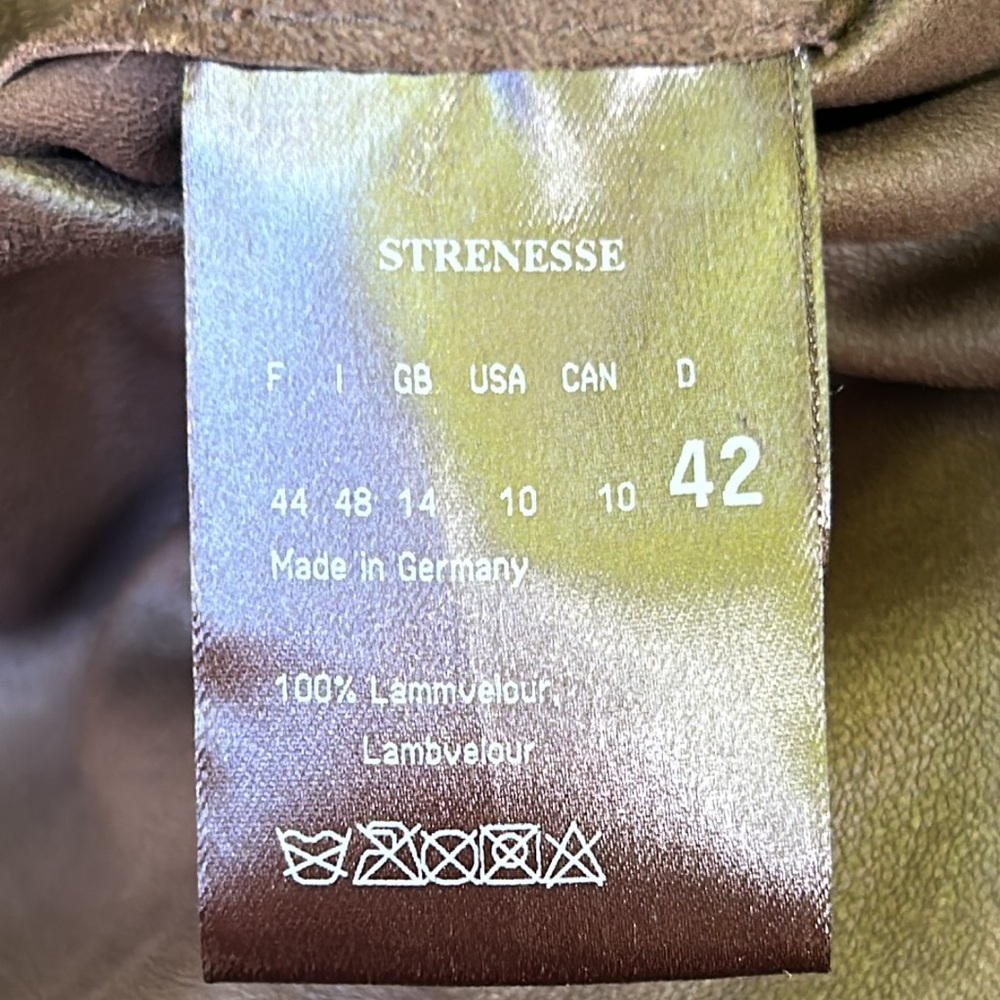 STRENESSE
F I GB USA CAN D
44 48 14 10 10 42
Made in Germany
100% Lammvelour,
Lambvelour